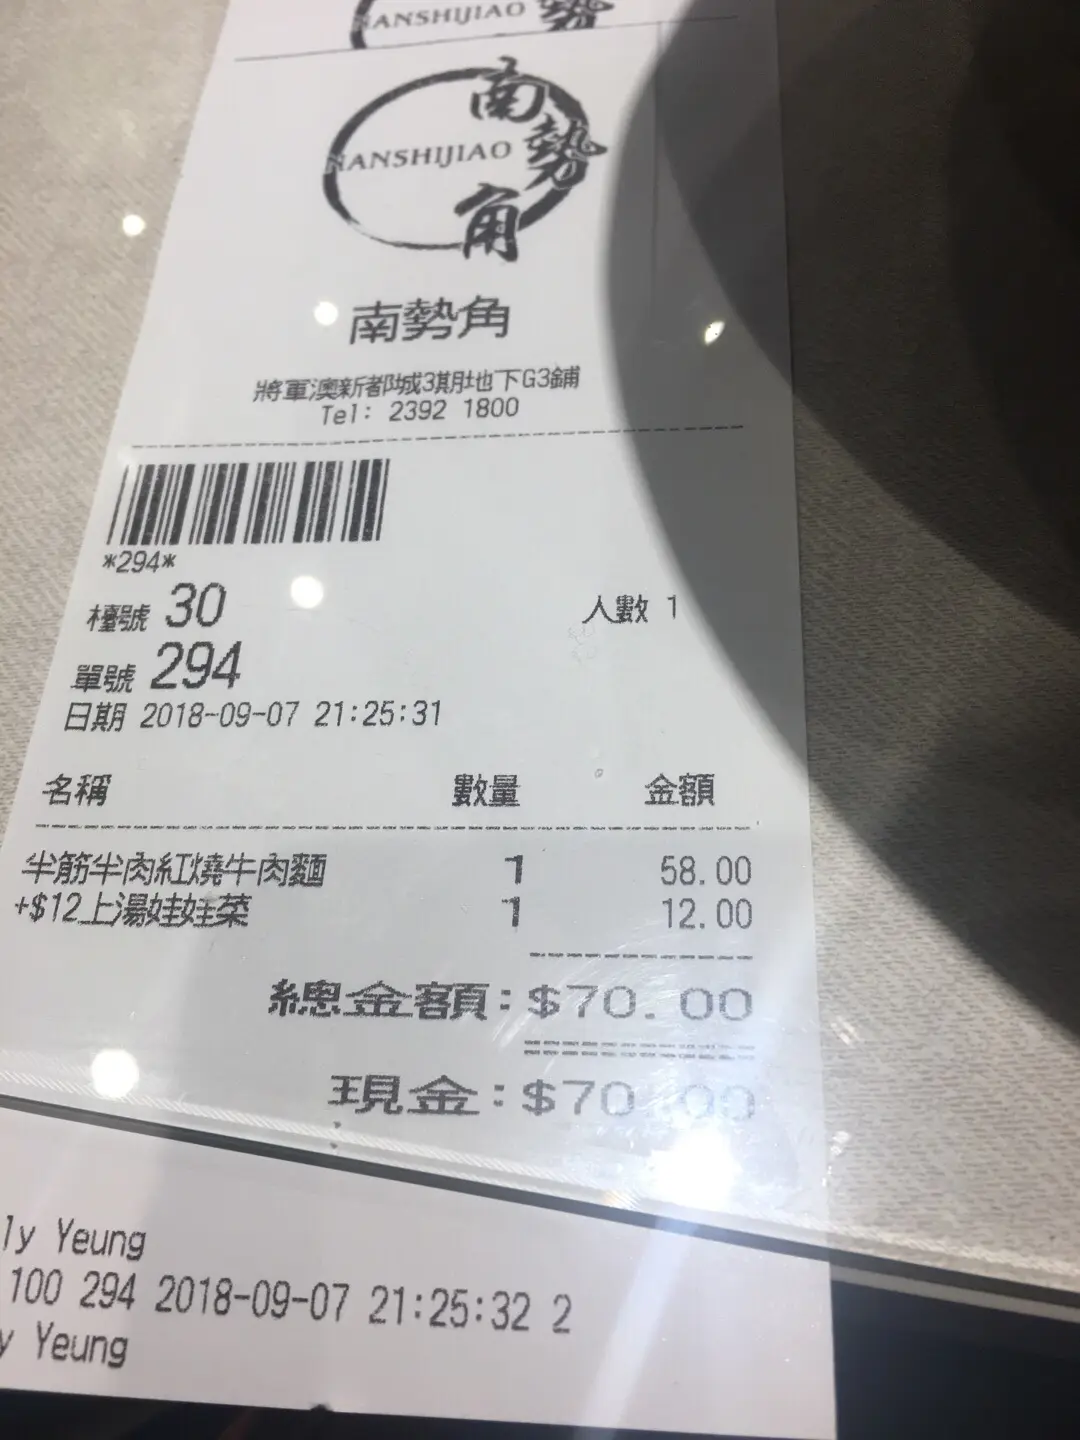 NANSHIJIAO 勢
南勢角
NANSHIJIAO
南勢角
將軍澳新都城3期地下G3鋪
Tel: 2392 1800
*294*
檯號 30 人數 1
單號 294
日期 2018-09-07 21:25:31
名稱 數量 金額
半筋半肉紅燒牛肉麵 1 58.00
+$12上湯娃娃菜 1 12.00
總金額:$70.00
現金:$70.00
:
ly Yeung
100 294 2018-09-07 21:25:32 2
y Yeung